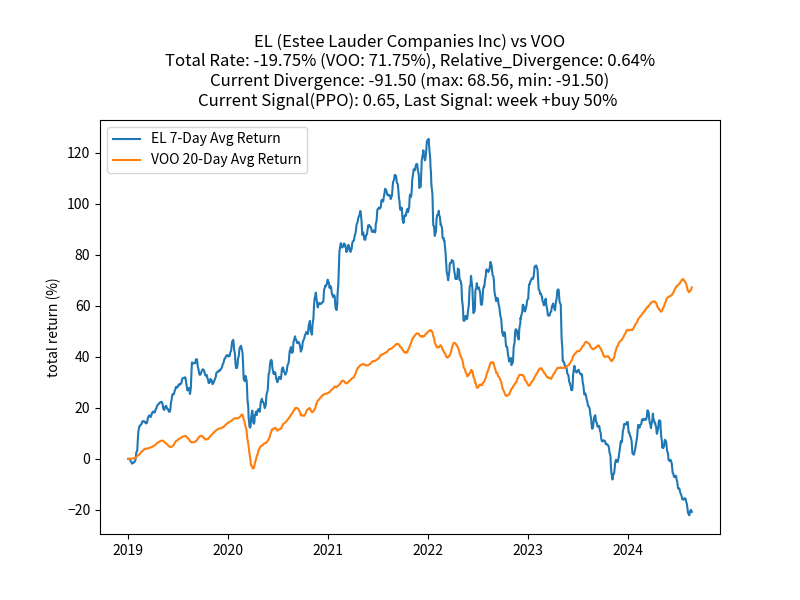 EL (Estee Lauder Companies Inc) vs VOO
Total Rate: -19.75% (VOO: 71.75%), Relative_Divergence: 0.64%
Current Divergence: -91.50 (max: 68.56, min: -91.50)
Current Signal(PPO): 0.65, Last Signal: week +buy 50%
EL 7-Day Avg Return
VOO 20-Day Avg Return
total return (%)
120
100
80
60
40
20
0
−20
2019 2020 2021 2022 2023 2024